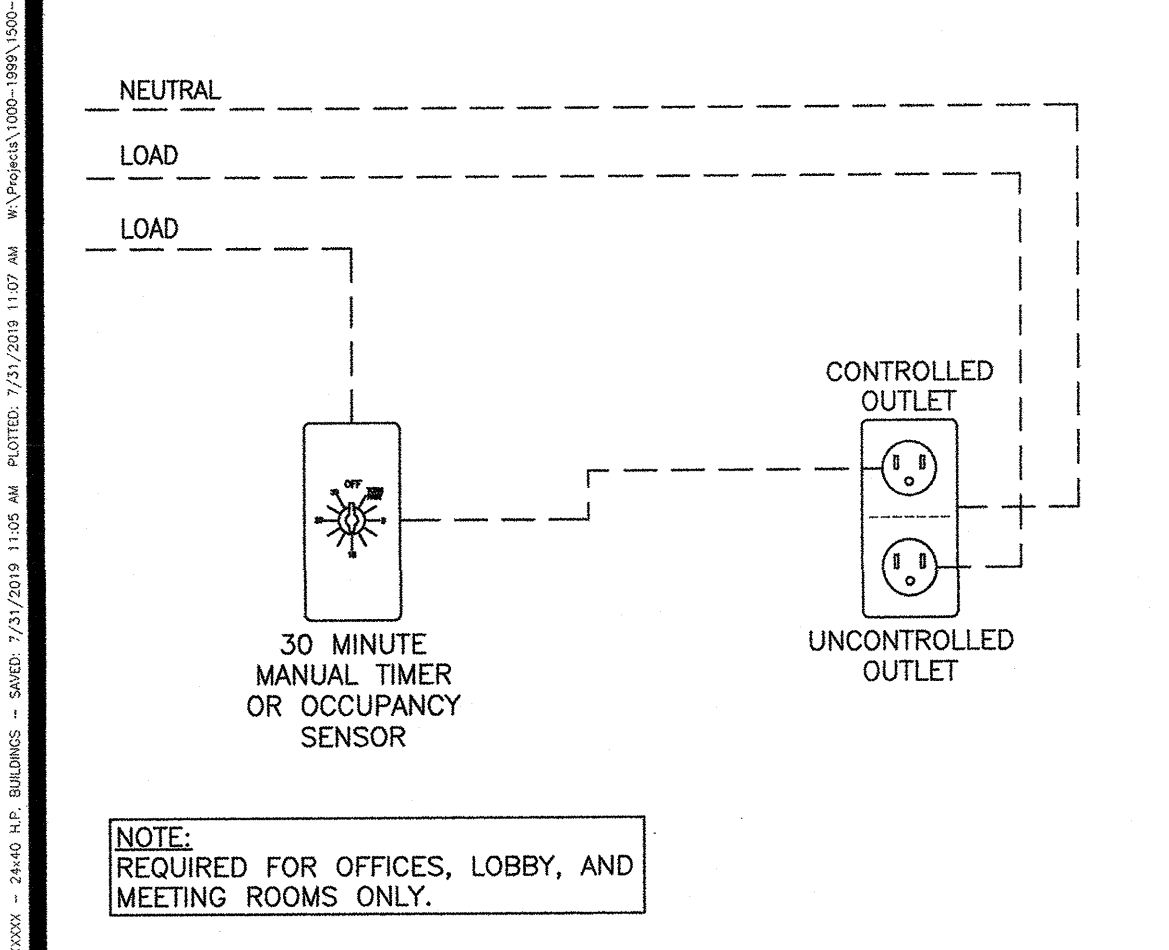 NEUTRAL
LOAD
LOAD
CONTROLLED
OUTLET
OFF
30 MINUTE
MANUAL TIMER
OR OCCUPANCY
SENSOR
UNCONTROLLED
OUTLET
NOTE:
REQUIRED FOR OFFICES, LOBBY, AND
MEETING ROOMS ONLY.
XXXX - 24x40 H.P. BUILDINGS -- SAVED: 7/31/2019 11:05 AM PLOTTED: 7/31/2019 11:07 AM W:\Projects\1000-1999\1500-